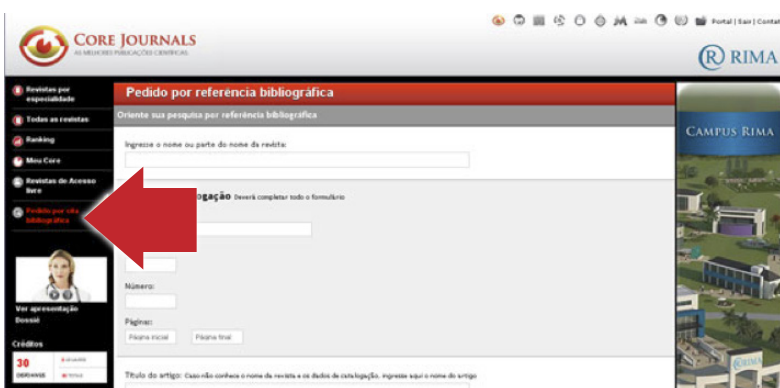 Portal | Sair | Contat
CORE JOURNALS
AS MELHORES PUBLICAÇÕES CIENTÍFICAS
R RIMA
Revistas por
especialidade
Todas as revistas
Ranking
Meu Core
Revistas de Acesso
livre
Pedido por cita
bibliográfica
Ver apresentação
Dossiê
Créditos
30
Pedido por referência bibliográfica
Oriente sua pesquisa por referência bibliográfica
Ingresse o nome ou parte do nome da revista:
ogação Deverá completar todo o formulário
Número:
Páginas:
Página inicial Página final
Título do artigo: Caso não conhece o nome da revista e os dados de catalogação, ingresse aqui o nome do artigo
CAMPUS RIMA
RIMA